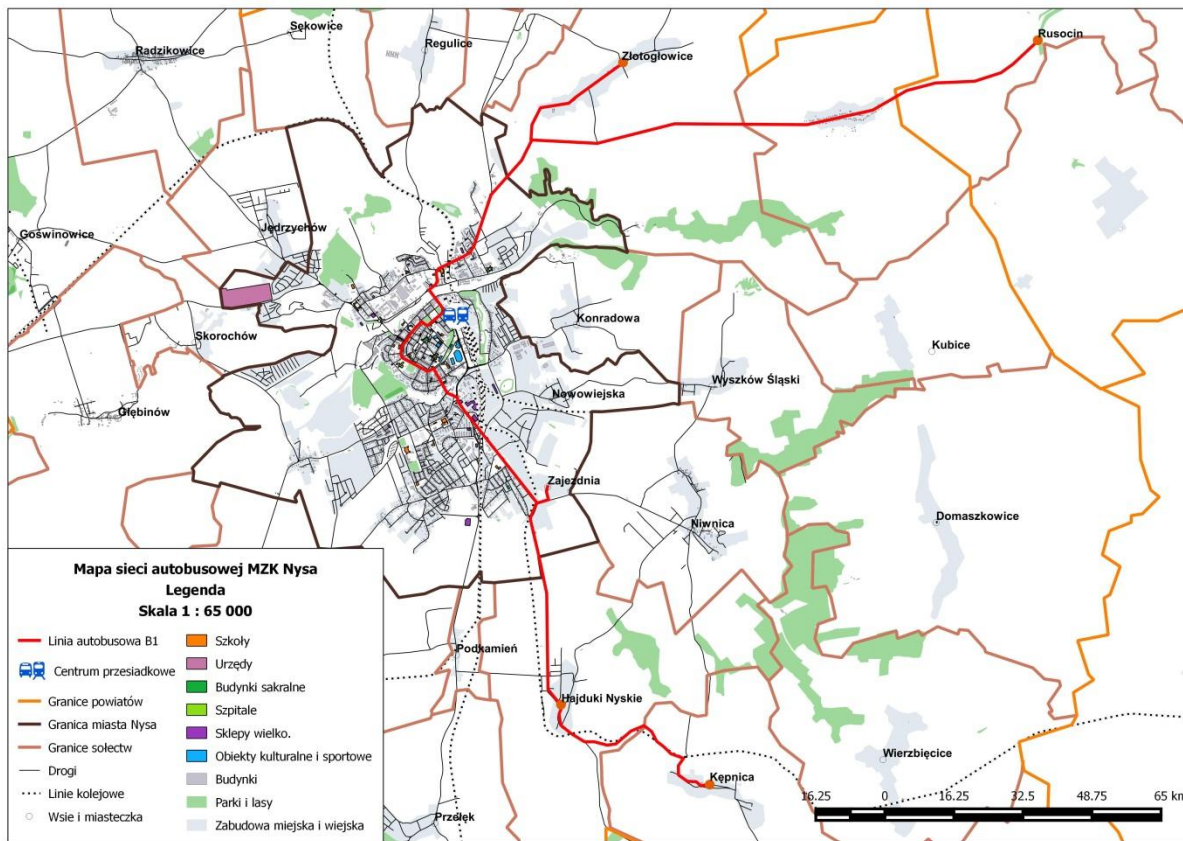 Sękowice
Radzikowice
Regulice
Złotogłowice
Rusocin
Goświnowice
Jędrzychów
Skorochów
Konradowa
Kubice
Głębinów
Nowowiejska
Wyszków Śląski
Zajezdnia
Niwnica
Domaszkowice
Podkamień
Hajduki Nyskie
Wierzbięcice
Kępnica
Przełęk
Mapa sieci autobusowej MZK Nysa
Legenda
Skala 1 : 65 000
Linia autobusowa B1
Centrum przesiadkowe
Granice powiatów
Granica miasta Nysa
Granice sołectw
Drogi
Linie kolejowe
Wsie i miasteczka
Szkoły
Urzędy
Budynki sakralne
Szpitale
Sklepy wielko.
Obiekty kulturalne i sportowe
Budynki
Parki i lasy
Zabudowa miejska i wiejska
16.25 0 16.25 32.5 48.75 65 km